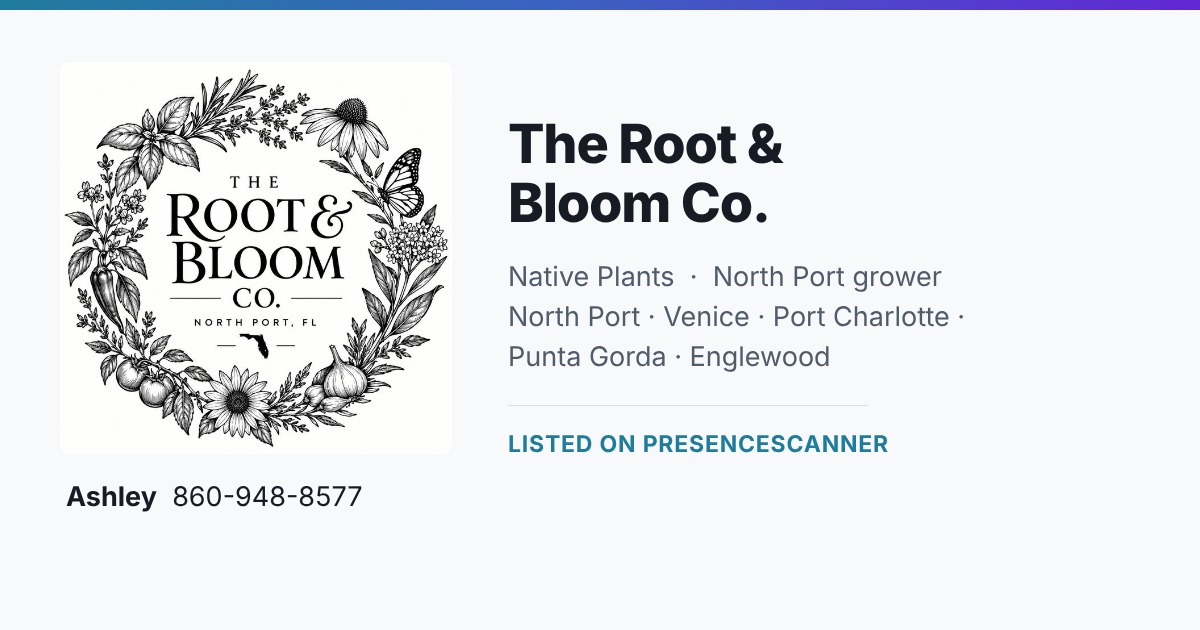 THE
ROOT &
BLOOM
CO.
NORTH PORT, FL
Ashley 860-948-8577
The Root &
Bloom Co.
Native Plants · North Port grower
North Port · Venice · Port Charlotte ·
Punta Gorda · Englewood
LISTED ON PRESENCESCANNER